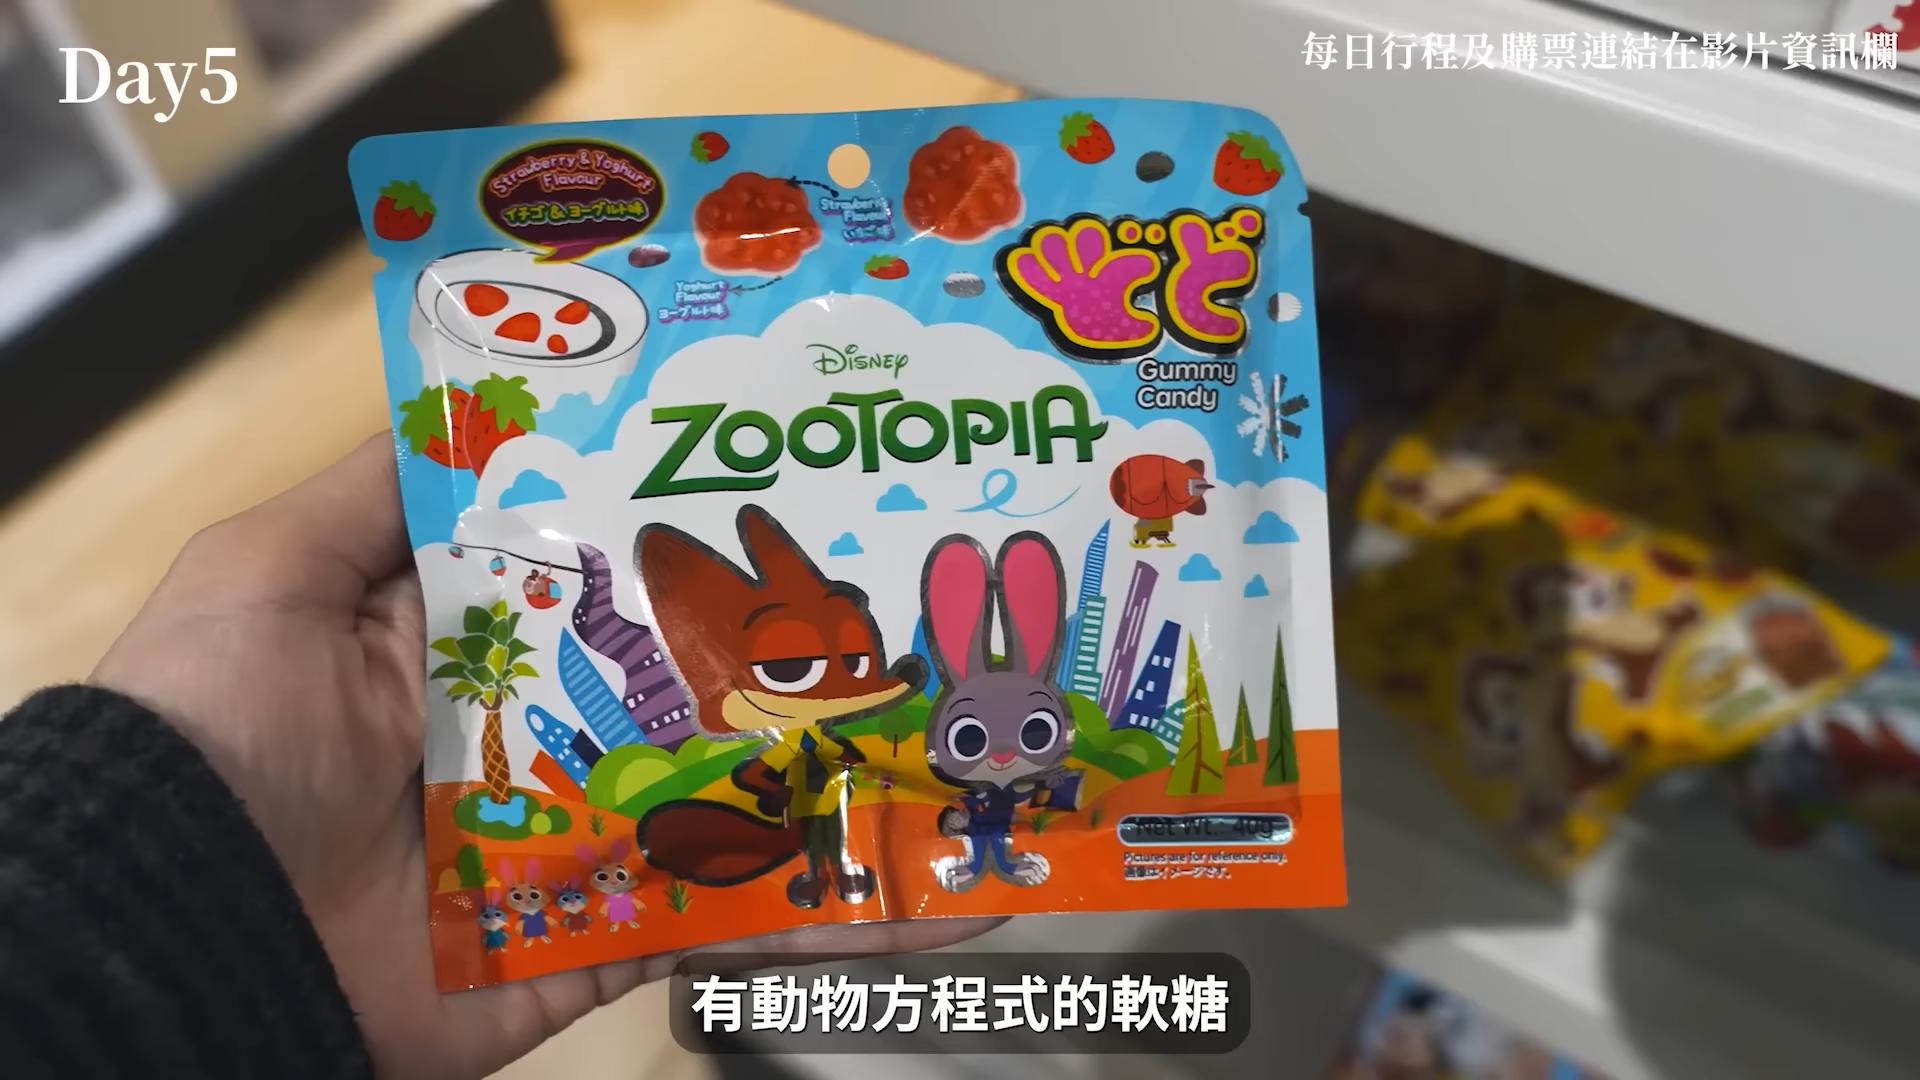 Day5
每日行程及購票連結在影片資訊欄
Strawberry & Yoghurt
Flavour
イチゴ & ヨーグルト味
Strawberry
Flavour
いちご味
Yoghurt
Flavour
ヨーグルト味
Gummy
Candy
Disney
ZOOTOPIA
Net Wt.: 40g
Pictures are for reference only.
画像はイメージです。
有動物方程式的軟糖